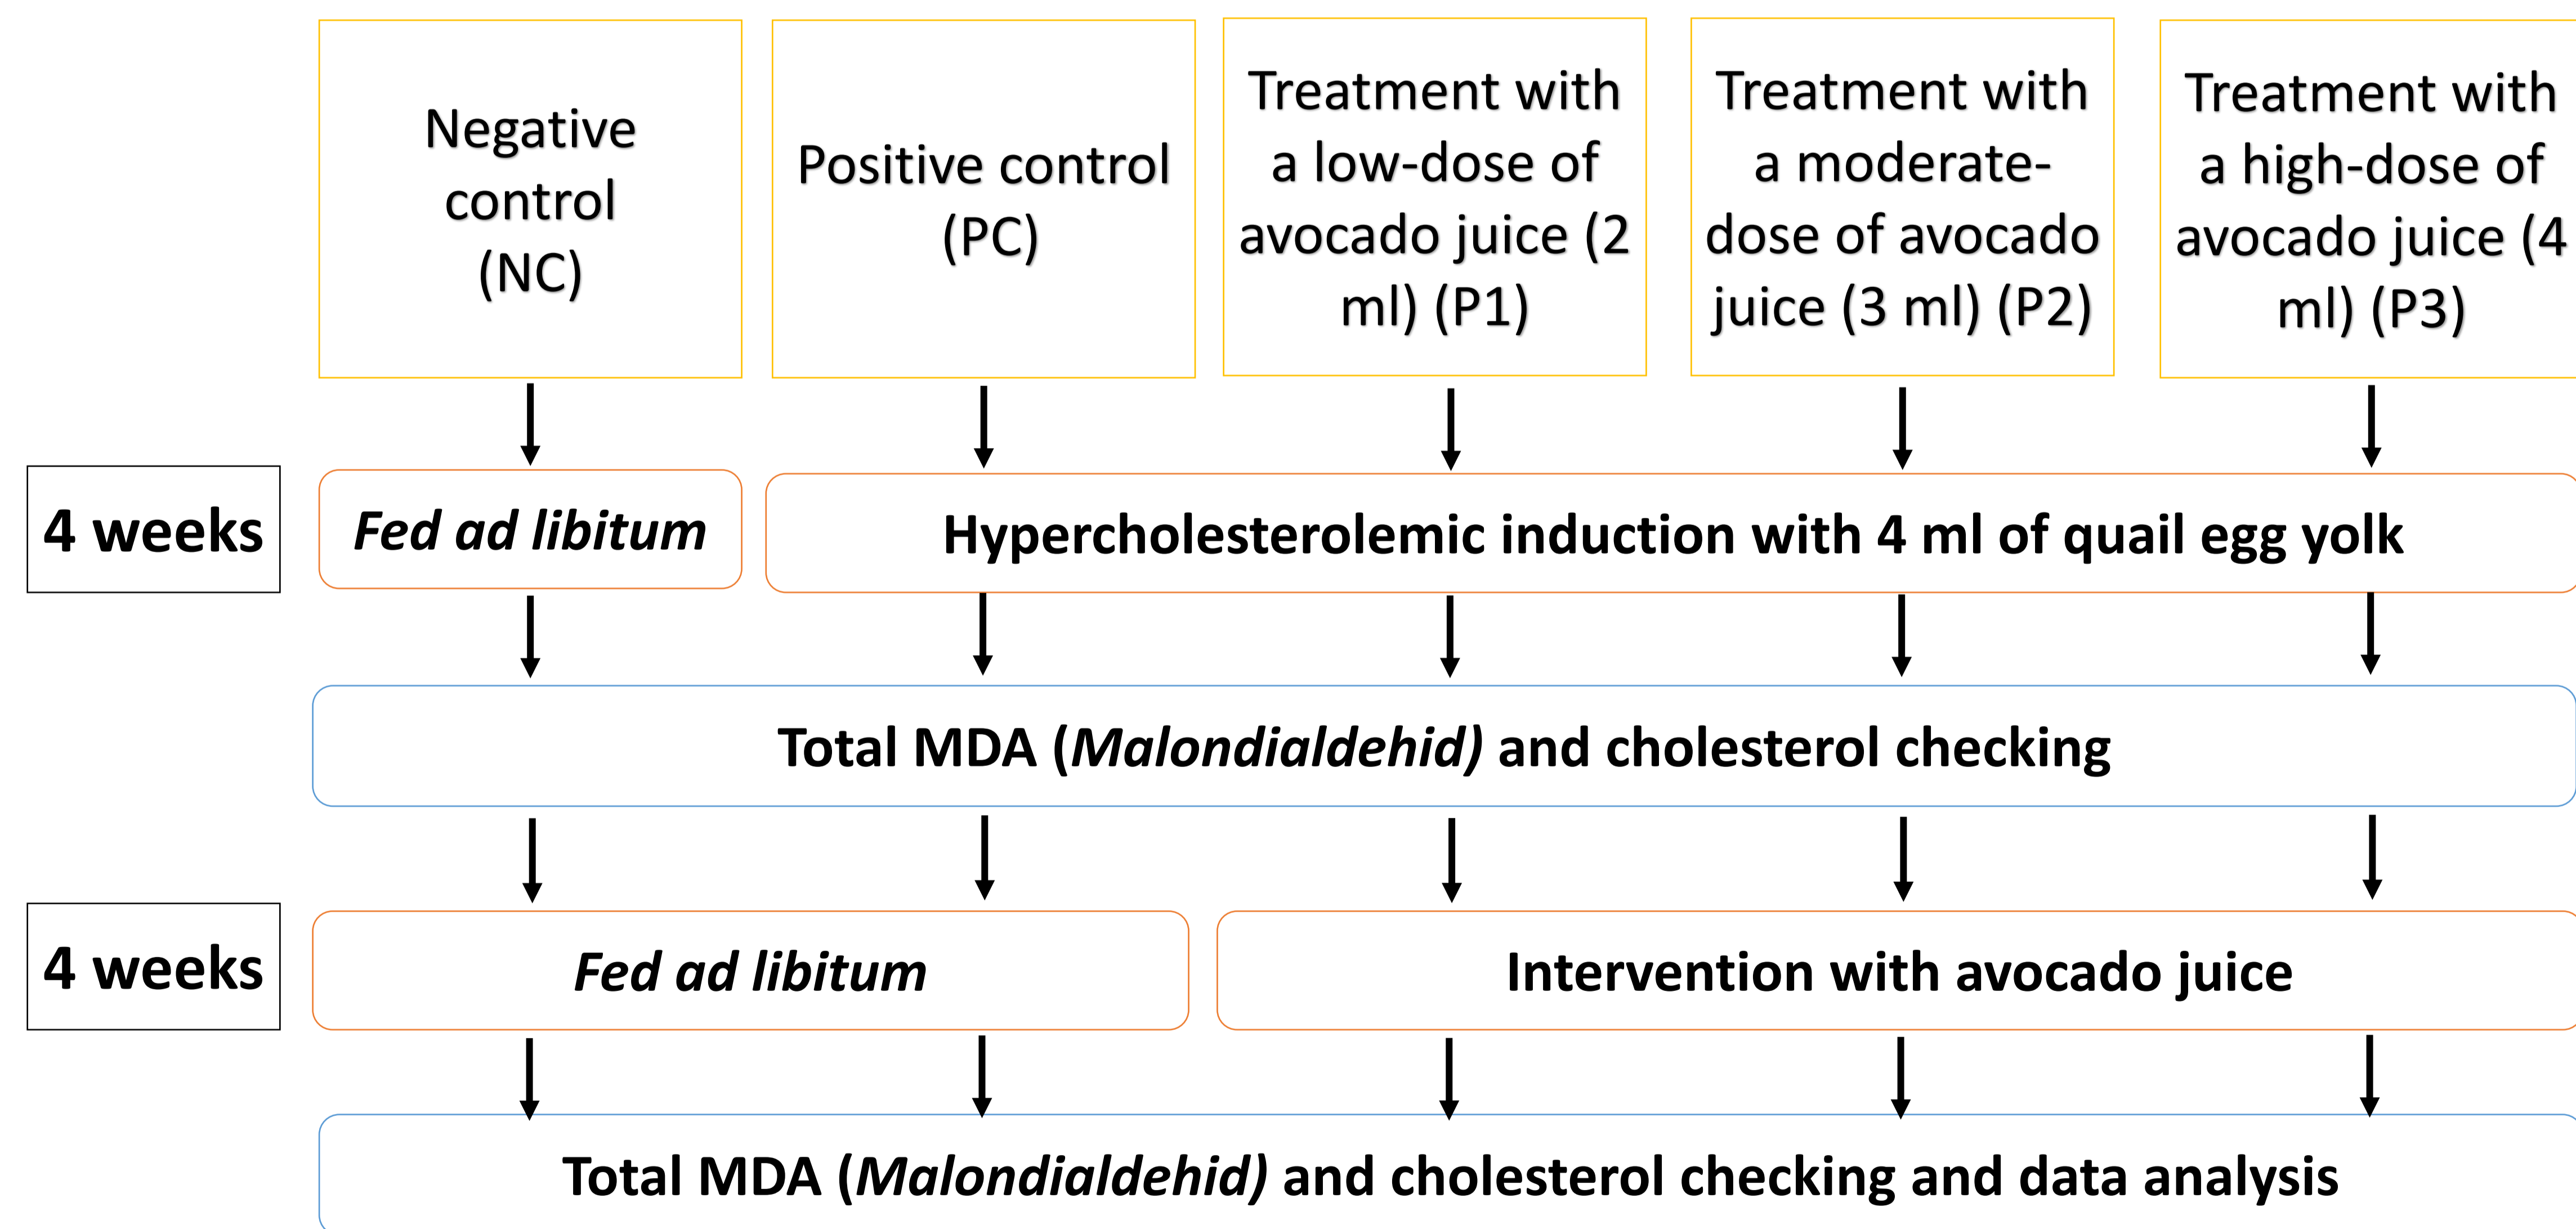 Negative
control
(NC)
Positive control
(PC)
Treatment with
a low-dose of
avocado juice (2
ml) (P1)
Treatment with
a moderate-
dose of avocado
juice (3 ml) (P2)
Treatment with
a high-dose of
avocado juice (4
ml) (P3)
4 weeks
Fed ad libitum
Hypercholesterolemic induction with 4 ml of quail egg yolk
Total MDA (Malondialdehid) and cholesterol checking
4 weeks
Fed ad libitum
Intervention with avocado juice
Total MDA (Malondialdehid) and cholesterol checking and data analysis